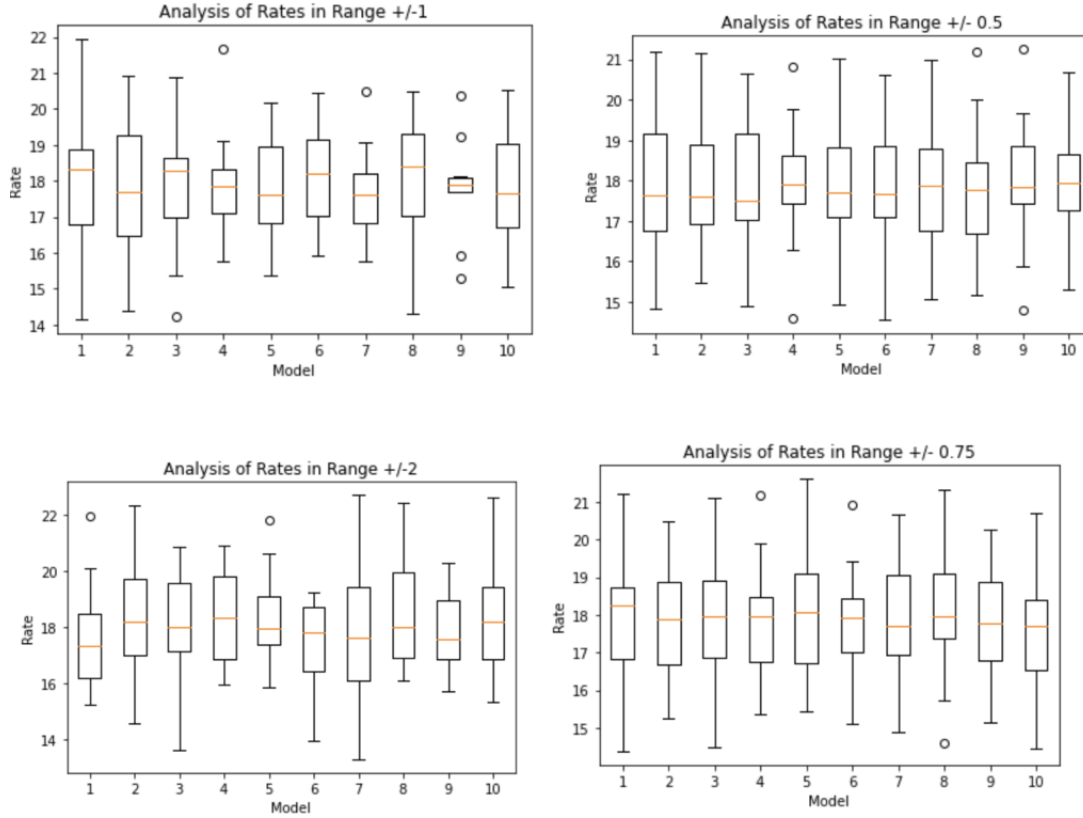 Analysis of Rates in Range +/-1
22
21
20
19
18
17
16
15
14
Rate
1 2 3 4 5 6 7 8 9 10
Model
Analysis of Rates in Range +/- 0.5
21
20
19
18
17
16
15
Rate
1 2 3 4 5 6 7 8 9 10
Model
Analysis of Rates in Range +/-2
22
20
18
16
14
Rate
1 2 3 4 5 6 7 8 9 10
Model
Analysis of Rates in Range +/- 0.75
21
20
19
18
17
16
15
Rate
1 2 3 4 5 6 7 8 9 10
Model